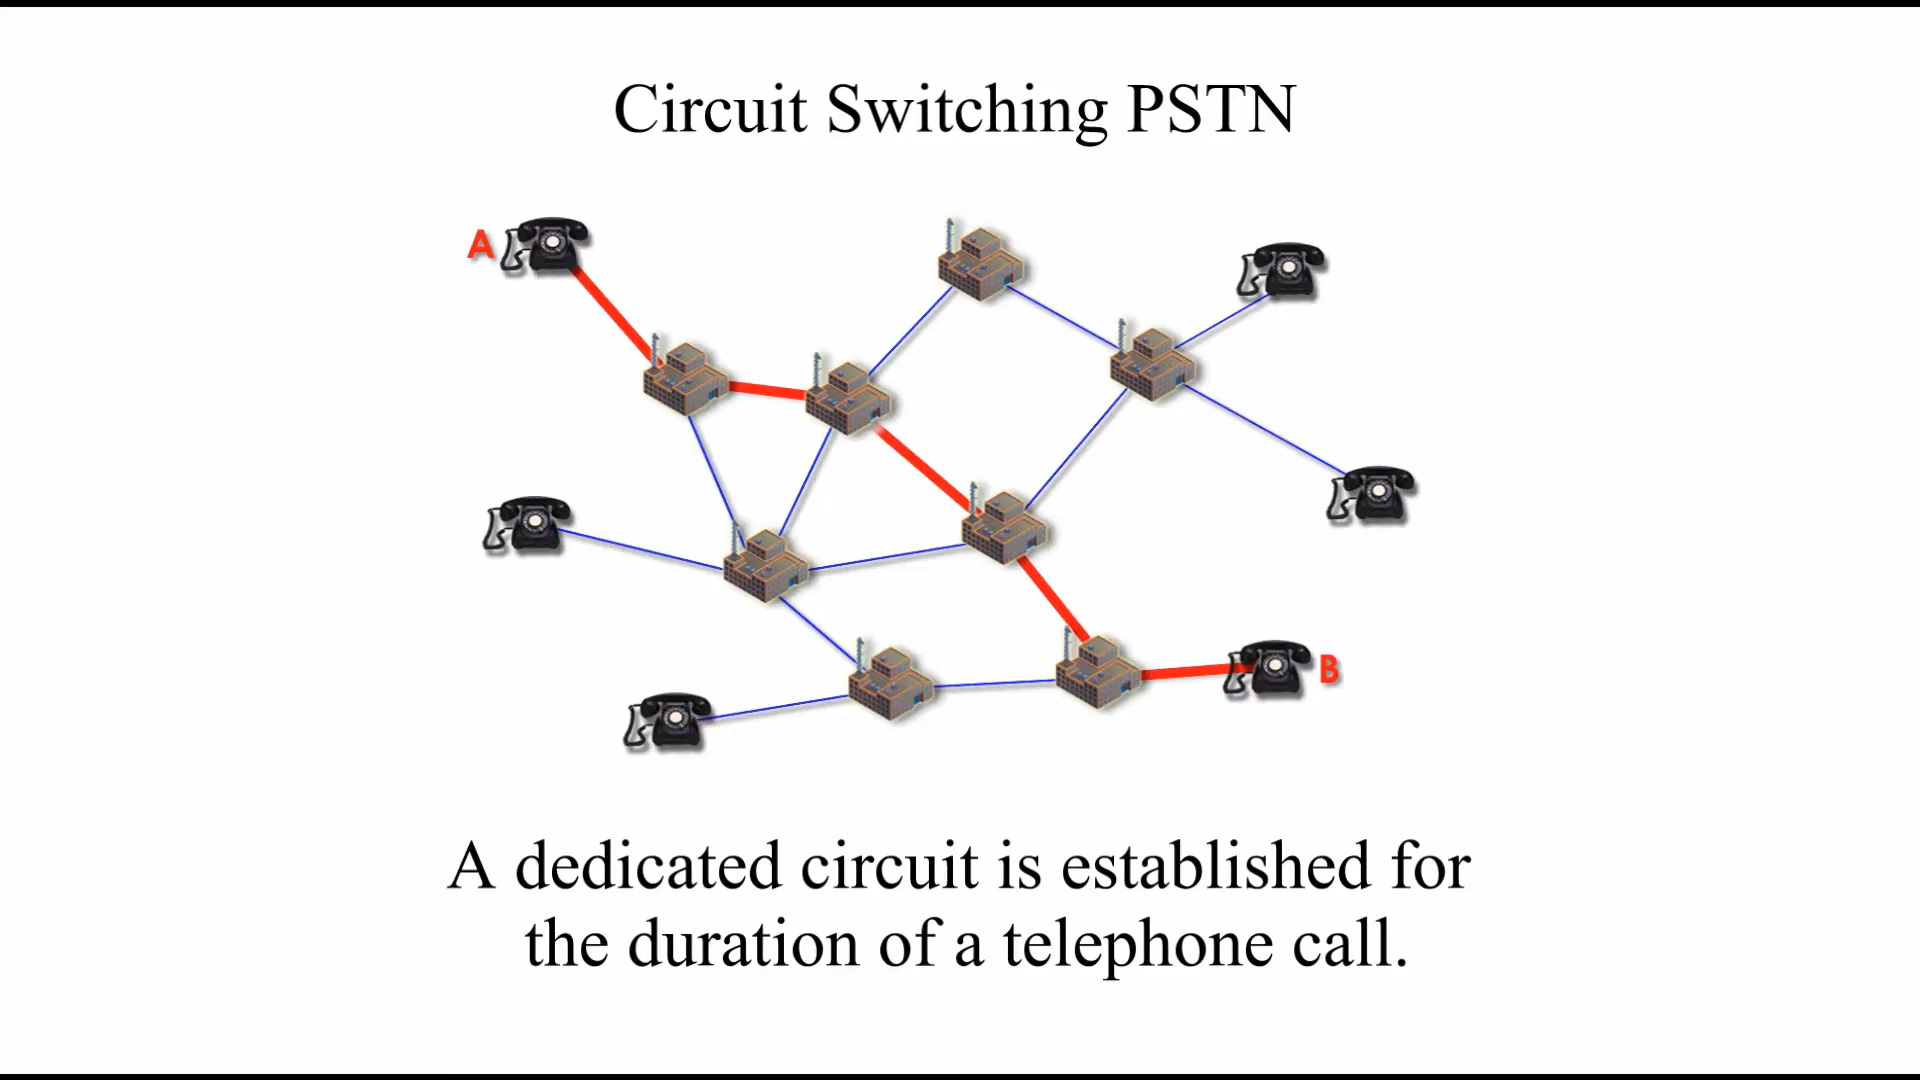 Circuit Switching PSTN
A
B
A dedicated circuit is established for
the duration of a telephone call.